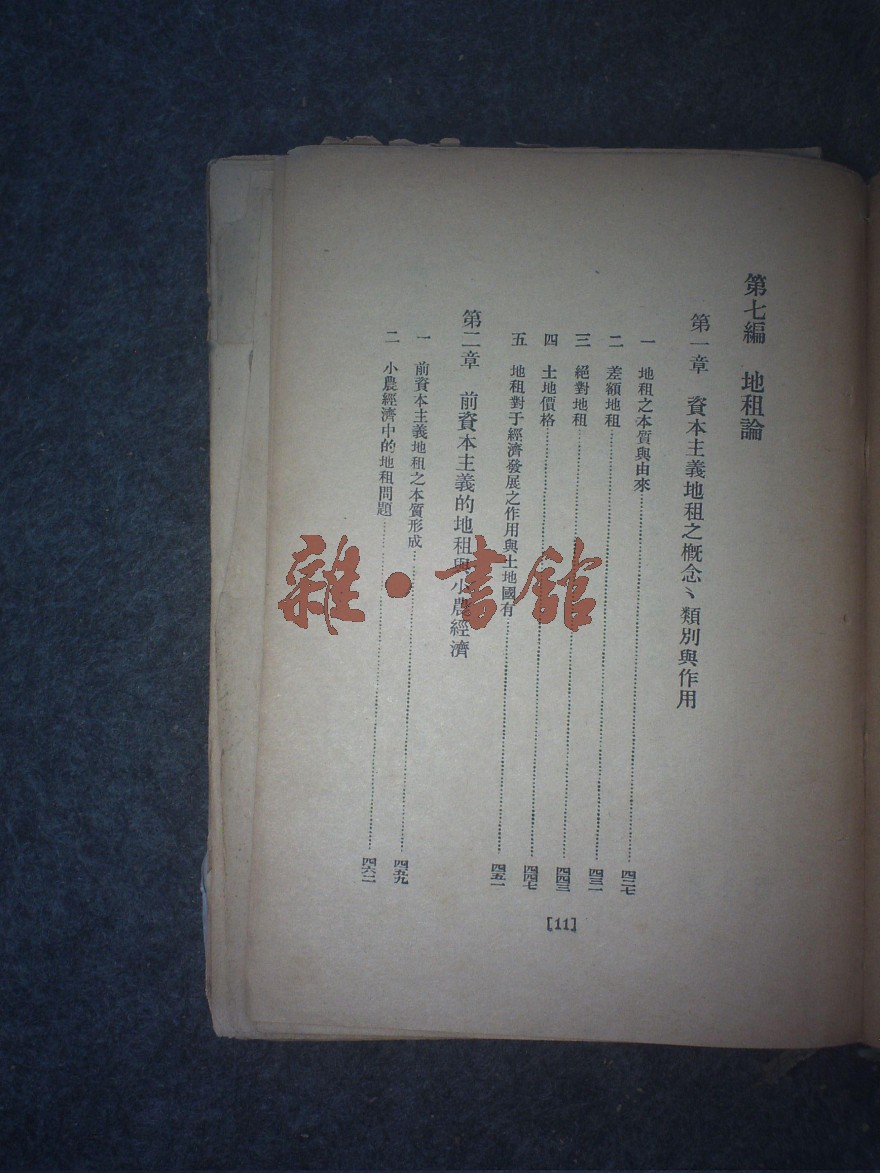 第七編　地租論
第一章　資本主義地租之概念、類別與作用
一　地租之本質與由來……四二七
二　差額地租……四三一
三　絕對地租……四四三
四　土地價格……四四七
五　地租對于經濟發展之作用與土地國有……四五一
第二章　前資本主義的地租與小農經濟
一　前資本主義地租之本質形成……四五九
二　小農經濟中的地租問題……四六二
[11]
雜·書館